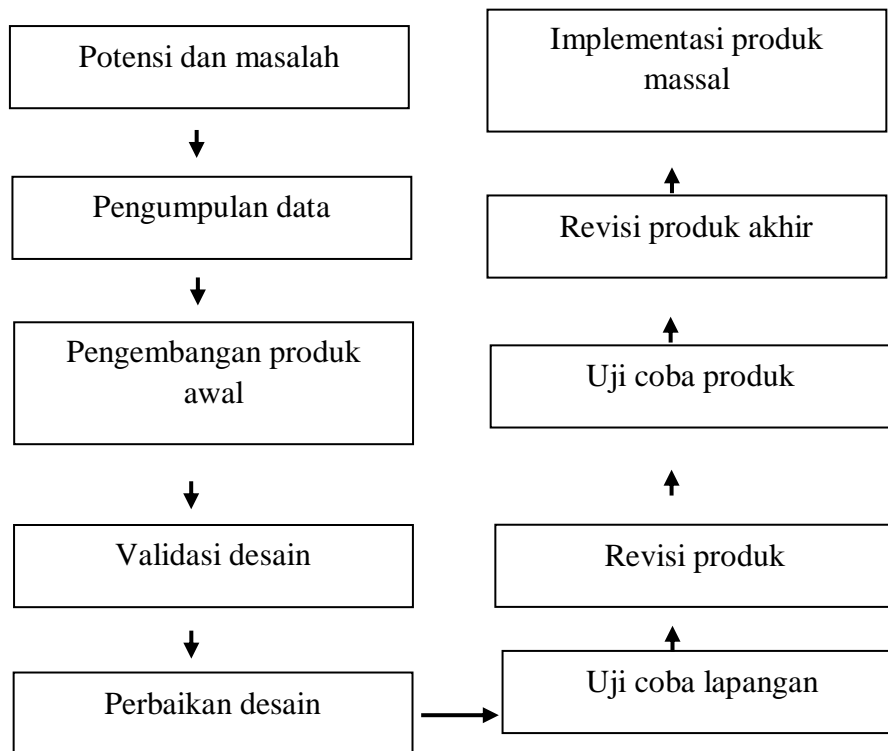 Potensi dan masalah
Pengumpulan data
Pengembangan produk
awal
Validasi desain
Perbaikan desain
Uji coba lapangan
Revisi produk
Uji coba produk
Revisi produk akhir
Implementasi produk
massal